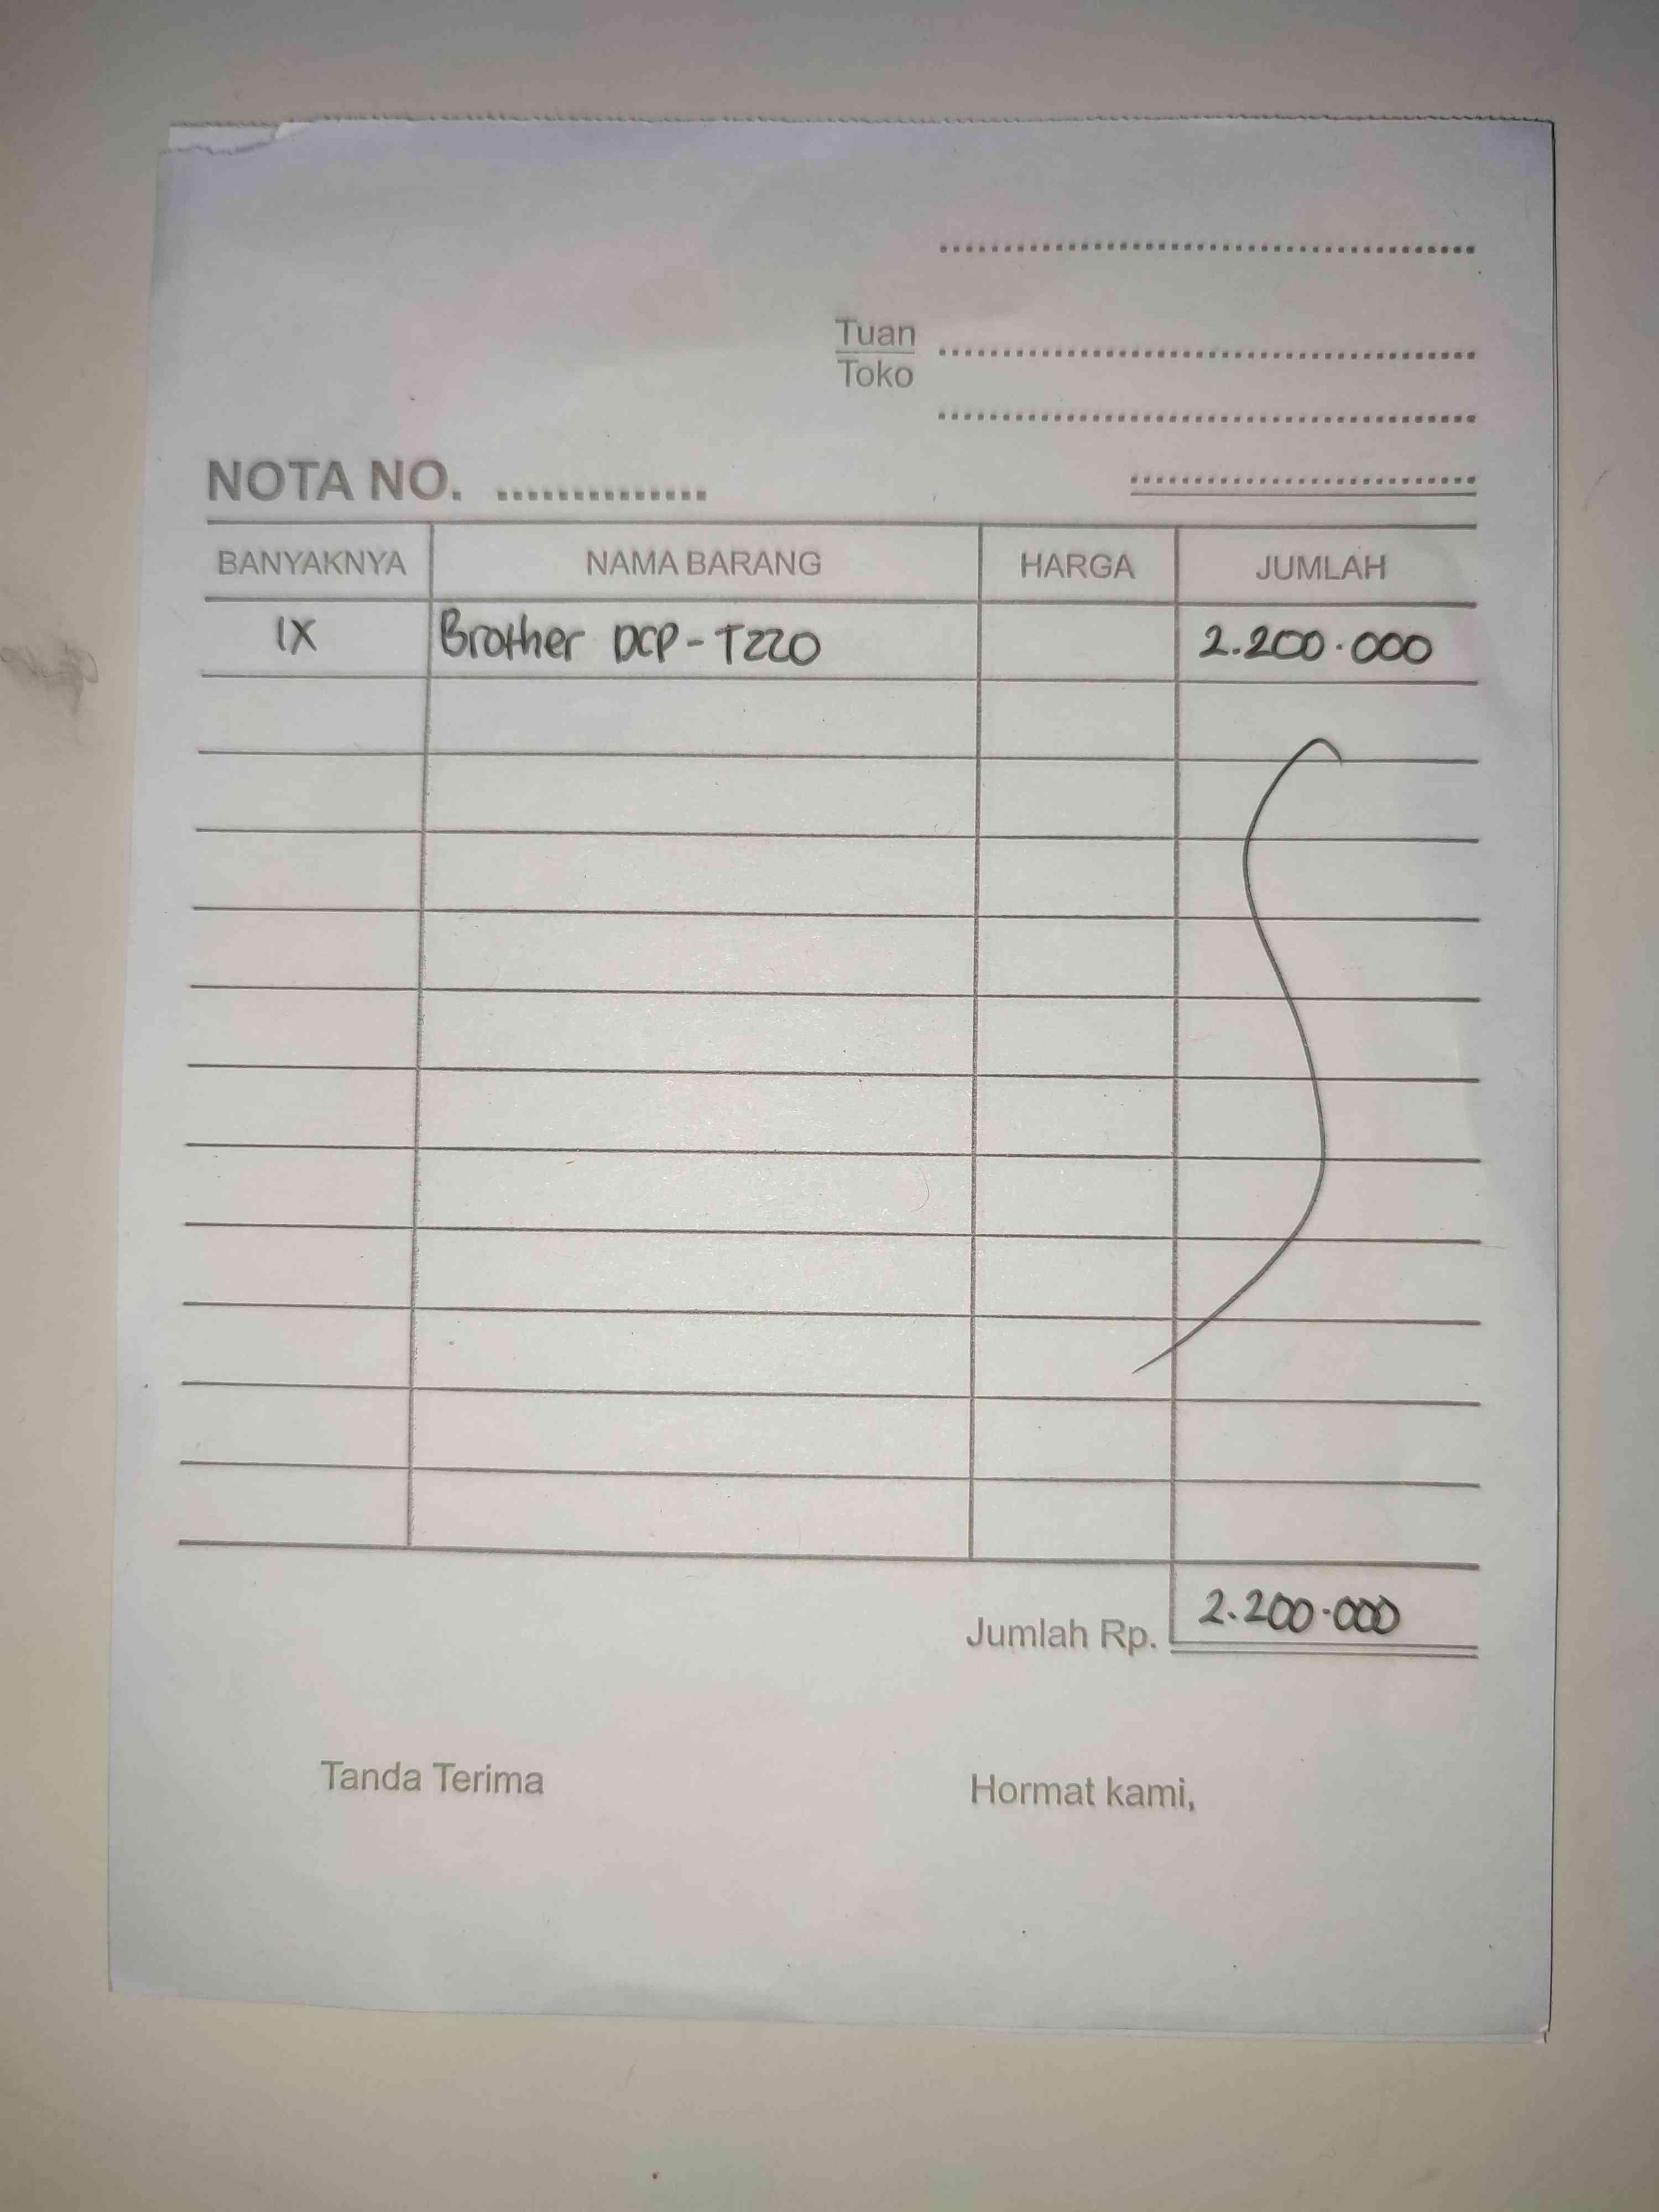 Tuan
Toko
NOTA NO. ..............
BANYAKNYA NAMA BARANG HARGA JUMLAH
1X Brother DCP-T220 2.200.000
Jumlah Rp. 2.200.000
Tanda Terima Hormat kami,